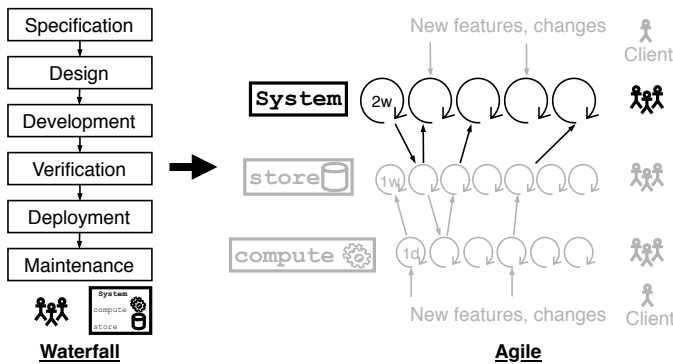 Specification
Design
Development
Verification
Deployment
Maintenance
System
compute
store
Waterfall
New features, changes
Client
System
2w
store
1w
compute
1d
New features, changes
Client
Agile